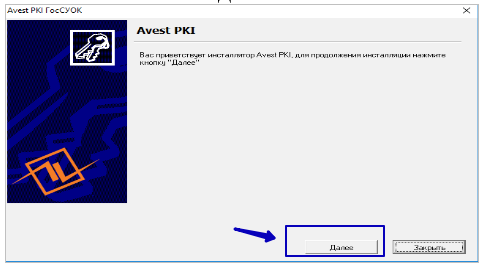 Avest PKI ГосСУОК
Avest PKI
Вас приветствует инсталлятор Avest PKI, для продолжения инсталляции нажмите
кнопку "Далее"
Далее
Закрыть